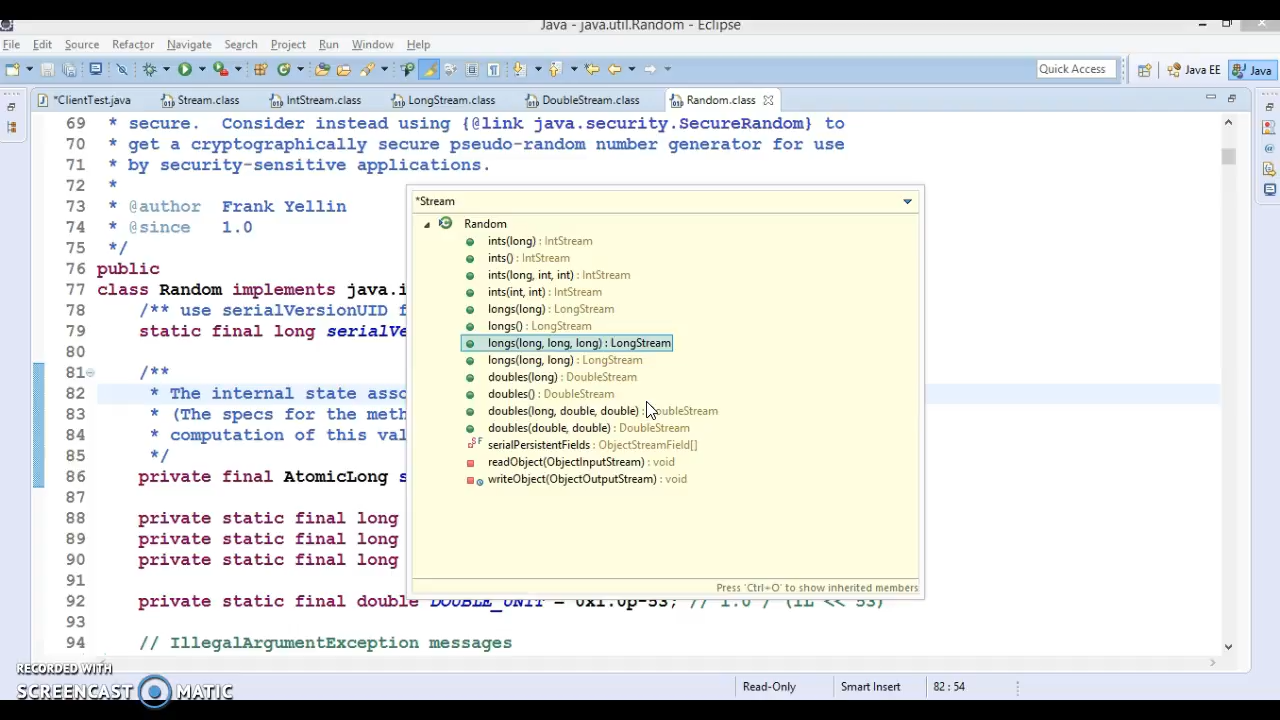 Java - java.util.Random - Eclipse
File Edit Source Refactor Navigate Search Project Run Window Help
Quick Access Java EE Java
*ClientTest.java Stream.class IntStream.class LongStream.class DoubleStream.class Random.class
69 * secure. Consider instead using {@link java.security.SecureRandom} to
70 * get a cryptographically secure pseudo-random number generator for use
71 * by security-sensitive applications.
72 *
73 * @author Frank Yellin
74 * @since 1.0
75 */
76 public
77 class Random implements java.i
78 /** use serialVersionUID f
79 static final long serialVe
80
81 /**
82 * The internal state asso
83 * (The specs for the meth
84 * computation of this val
85 */
86 private final AtomicLong s
87
88 private static final long
89 private static final long
90 private static final long
91
92 private static final double DOUBLE_UNIT = 0x1.0p-53; // 1.0 / (1L << 53)
93
94 // IllegalArgumentException messages
*Stream
Random
ints(long) : IntStream
ints() : IntStream
ints(long, int, int) : IntStream
ints(int, int) : IntStream
longs(long) : LongStream
longs() : LongStream
longs(long, long, long) : LongStream
longs(long, long) : LongStream
doubles(long) : DoubleStream
doubles() : DoubleStream
doubles(long, double, double) : DoubleStream
doubles(double, double) : DoubleStream
serialPersistentFields : ObjectStreamField[]
readObject(ObjectInputStream) : void
writeObject(ObjectOutputStream) : void
Press 'Ctrl+O' to show inherited members
RECORDED WITH
SCREENCAST MATIC
Read-Only Smart Insert 82 : 54